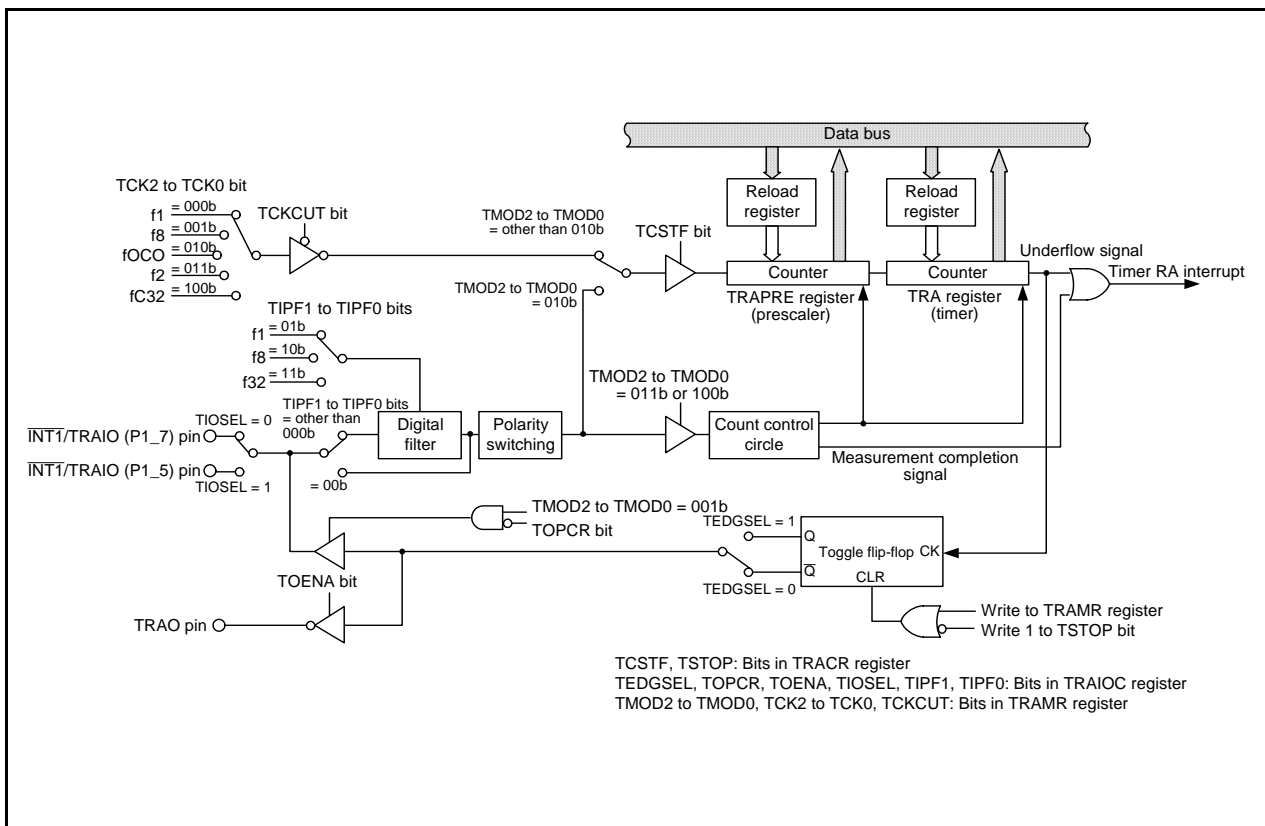 Data bus
TCK2 to TCK0 bit
f1 = 000b
f8 = 001b
fOCO = 010b
f2 = 011b
fC32 = 100b
TCKCUT bit
TMOD2 to TMOD0
= other than 010b
TMOD2 to TMOD0
= 010b
TCSTF bit
Reload
register
Reload
register
Counter
TRAPRE register
(prescaler)
Counter
TRA register
(timer)
Underflow signal
Timer RA interrupt
TIPF1 to TIPF0 bits
f1 = 01b
f8 = 10b
f32 = 11b
TIOSEL = 0
INT1/TRAIO (P1_7) pin
INT1/TRAIO (P1_5) pin
TIOSEL = 1
TIPF1 to TIPF0 bits
= other than
000b
= 00b
Digital
filter
Polarity
switching
TMOD2 to TMOD0
= 011b or 100b
Count control
circle
Measurement completion
signal
TMOD2 to TMOD0 = 001b
TOPCR bit
TOENA bit
TRAO pin
TEDGSEL = 1
TEDGSEL = 0
Q
Toggle flip-flop CK
Q
CLR
Write to TRAMR register
Write 1 to TSTOP bit
TCSTF, TSTOP: Bits in TRACR register
TEDGSEL, TOPCR, TOENA, TIOSEL, TIPF1, TIPF0: Bits in TRAIOC register
TMOD2 to TMOD0, TCK2 to TCK0, TCKCUT: Bits in TRAMR register